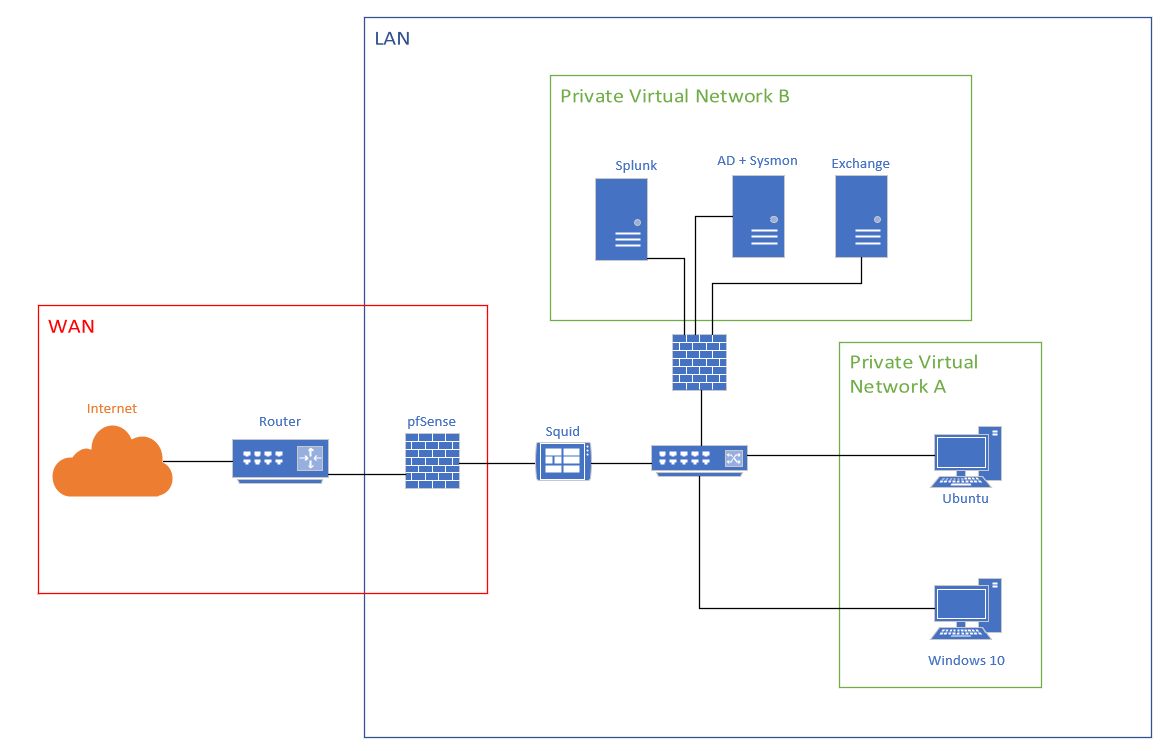 LAN
Private Virtual Network B
Splunk
AD + Sysmon
Exchange
WAN
Private Virtual
Network A
Internet
Router
pfSense
Squid
Ubuntu
Windows 10